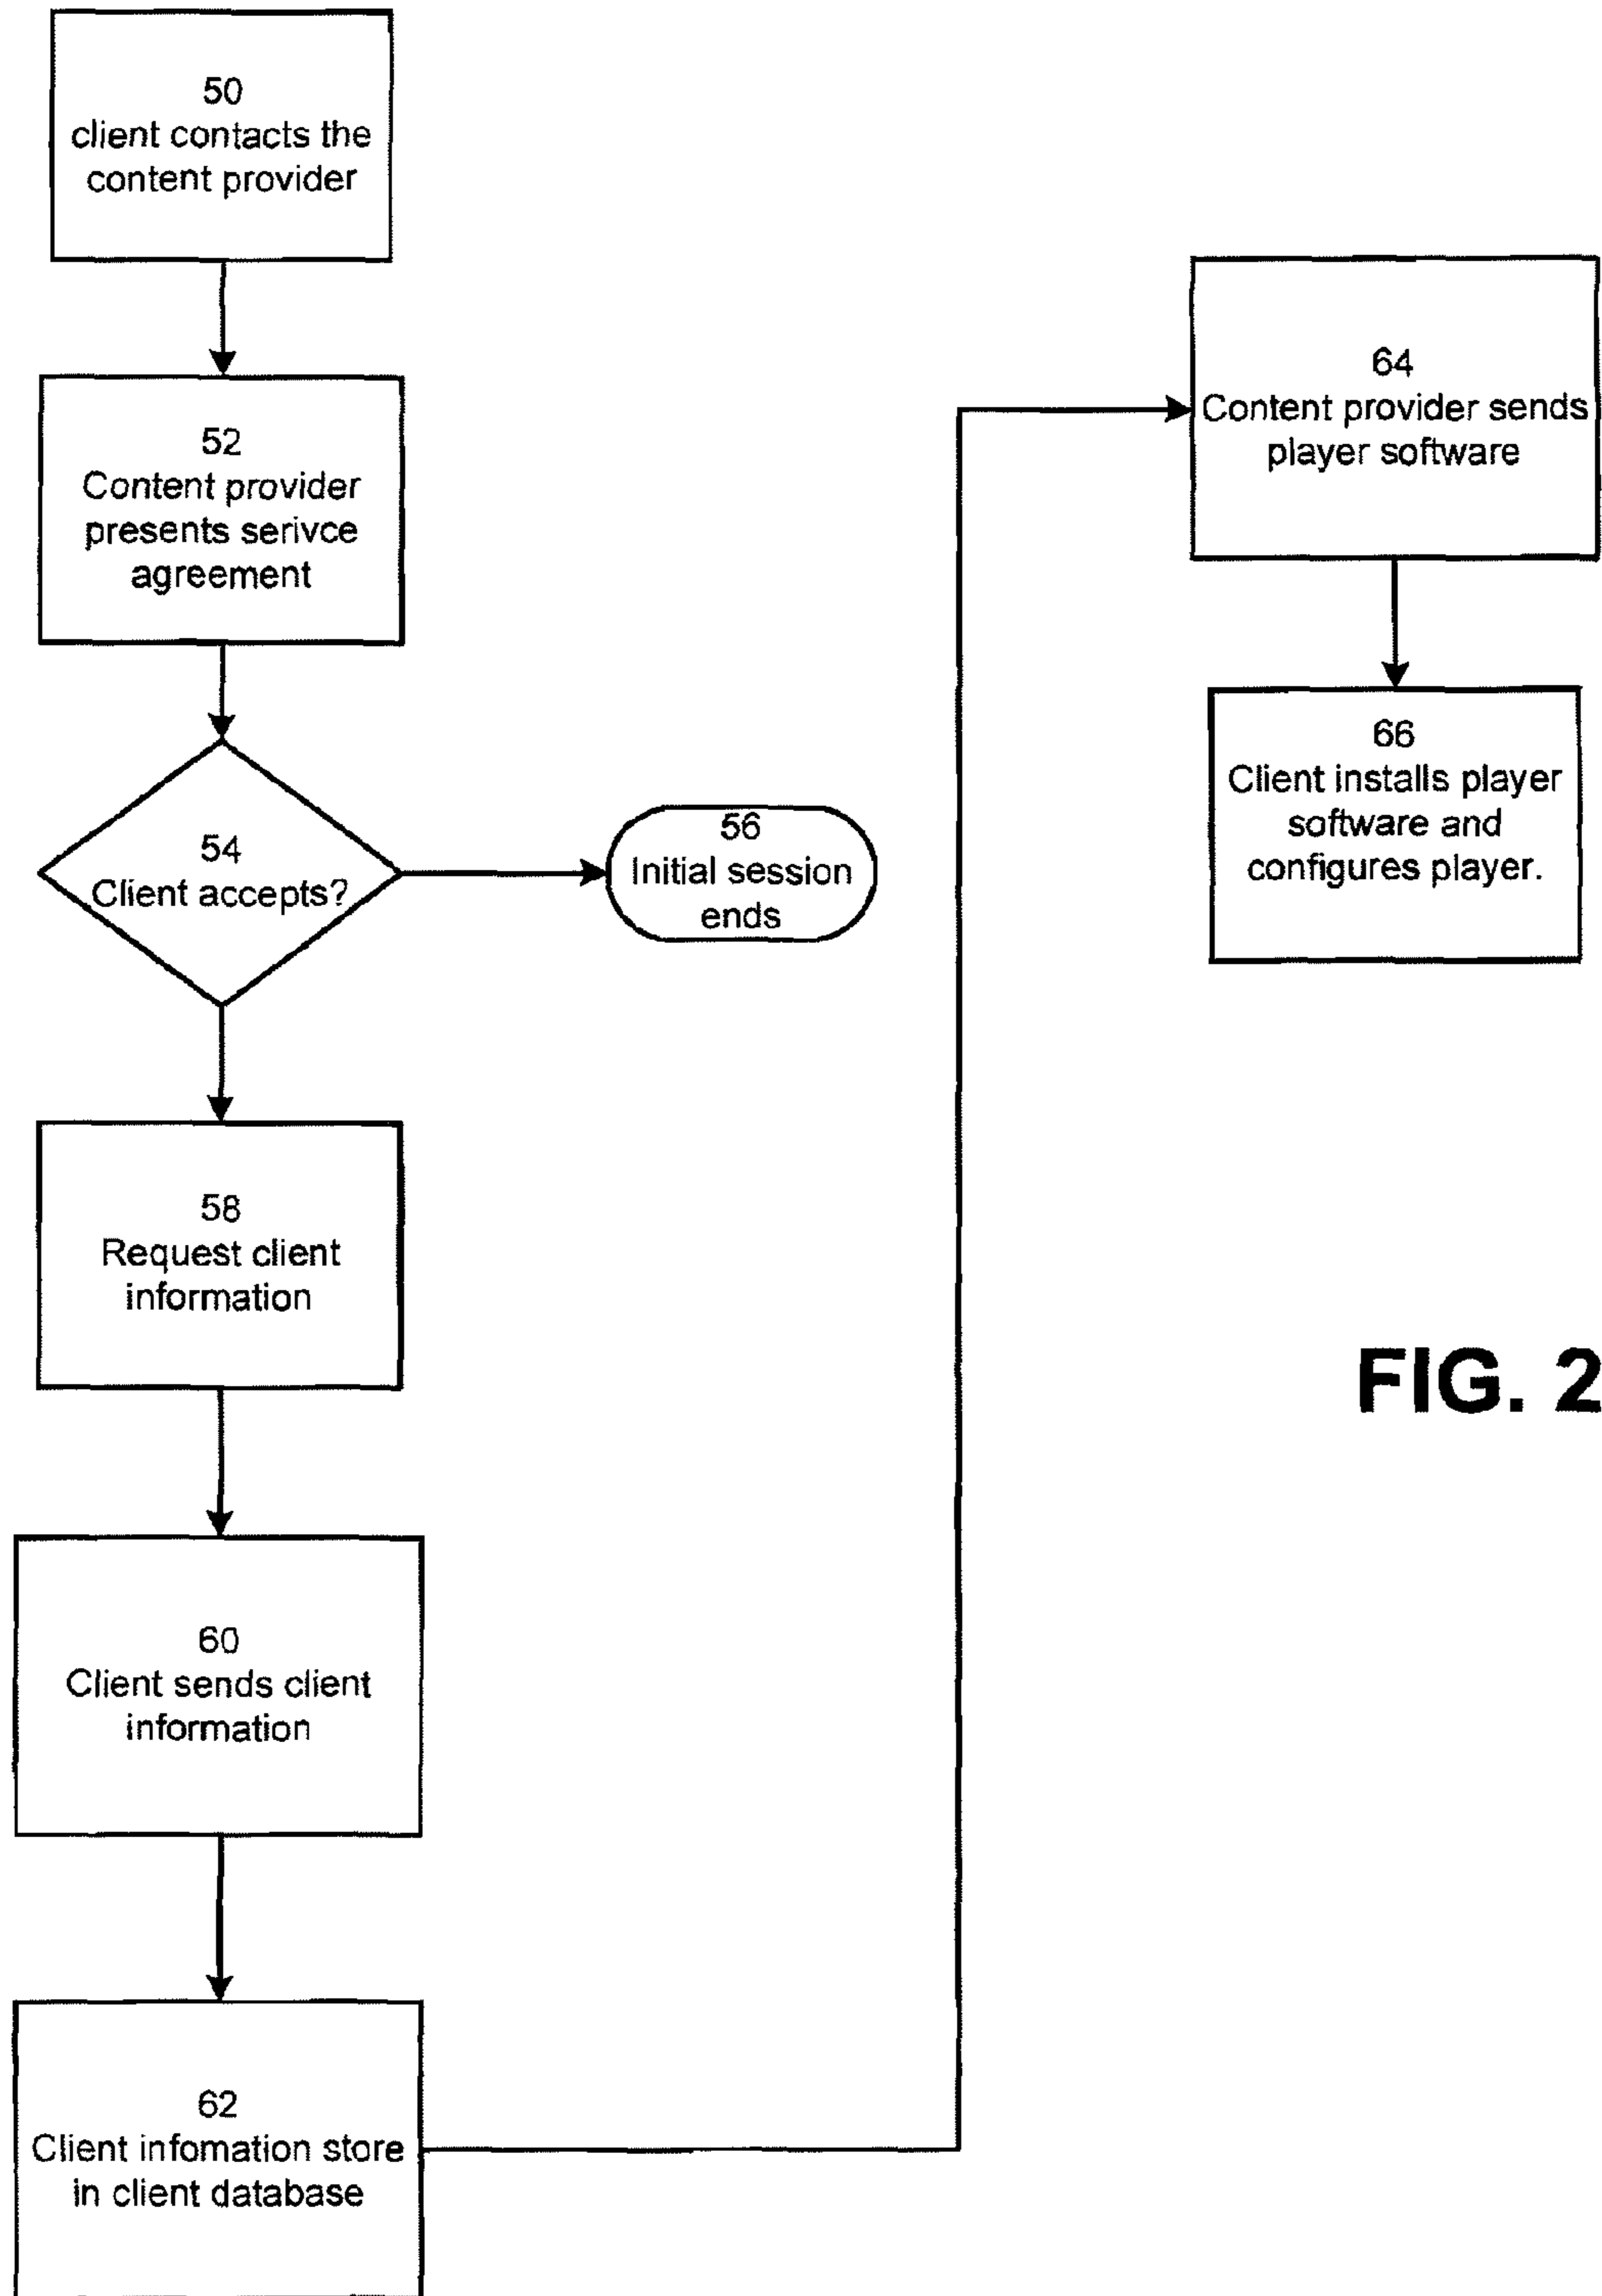 50
client contacts the
content provider
52
Content provider
presents serivce
agreement
54
Client accepts?
56
Initial session
ends
58
Request client
information
60
Client sends client
information
62
Client infomation store
in client database
64
Content provider sends
player software
66
Client installs player
software and
configures player.
FIG. 2